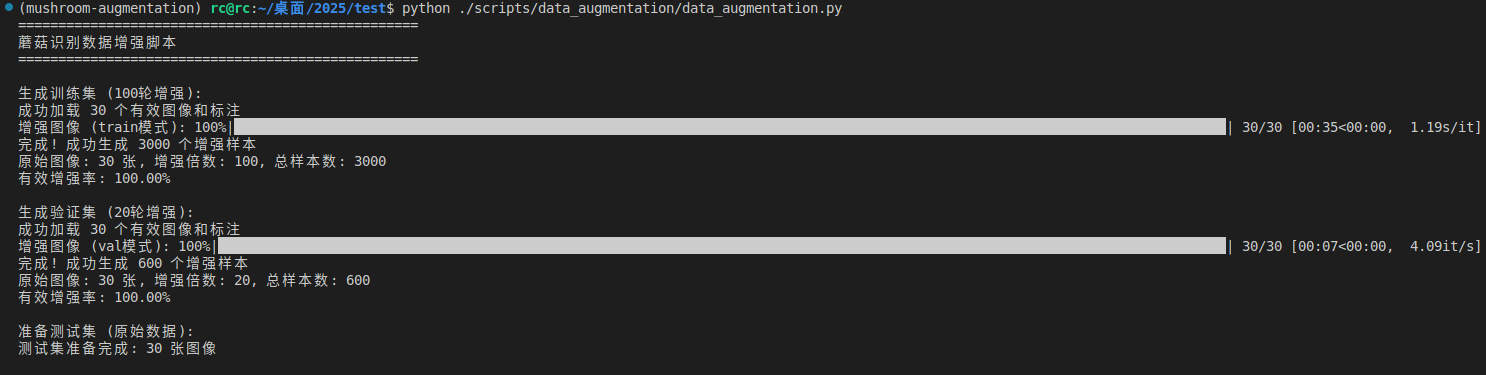 (mushroom-augmentation) rc@rc:~/桌面/2025/test$ python ./scripts/data_augmentation/data_augmentation.py
==================================================
蘑菇识别数据增强脚本
==================================================
生成训练集 (100轮增强):
成功加载 30 个有效图像和标注
增强图像 (train模式): 100%|██████████| 30/30 [00:35<00:00,  1.19s/it]
完成! 成功生成 3000 个增强样本
原始图像: 30 张, 增强倍数: 100, 总样本数: 3000
有效增强率: 100.00%
生成验证集 (20轮增强):
成功加载 30 个有效图像和标注
增强图像 (val模式): 100%|██████████| 30/30 [00:07<00:00,  4.09it/s]
完成! 成功生成 600 个增强样本
原始图像: 30 张, 增强倍数: 20, 总样本数: 600
有效增强率: 100.00%
准备测试集 (原始数据):
测试集准备完成: 30 张图像